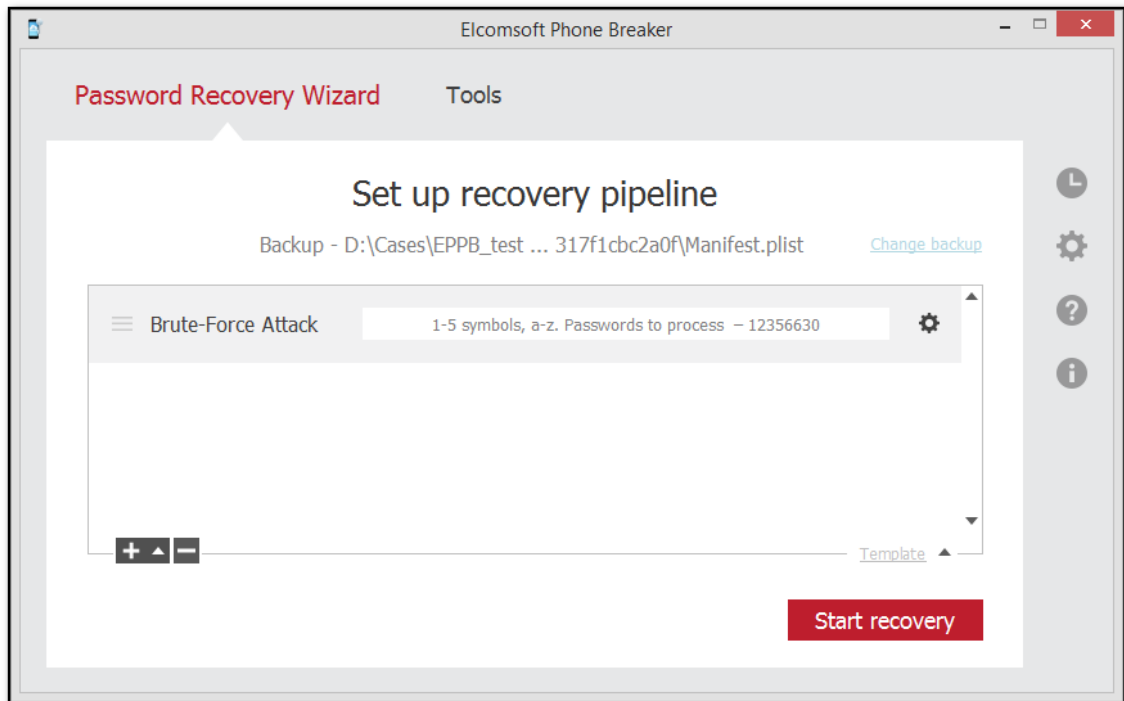 Elcomsoft Phone Breaker
Password Recovery Wizard Tools
Set up recovery pipeline
Backup - D:\Cases\EPPB_test ... 317f1cbc2a0f\Manifest.plist Change backup
Brute-Force Attack 1-5 symbols, a-z. Passwords to process – 12356630
Template
Start recovery